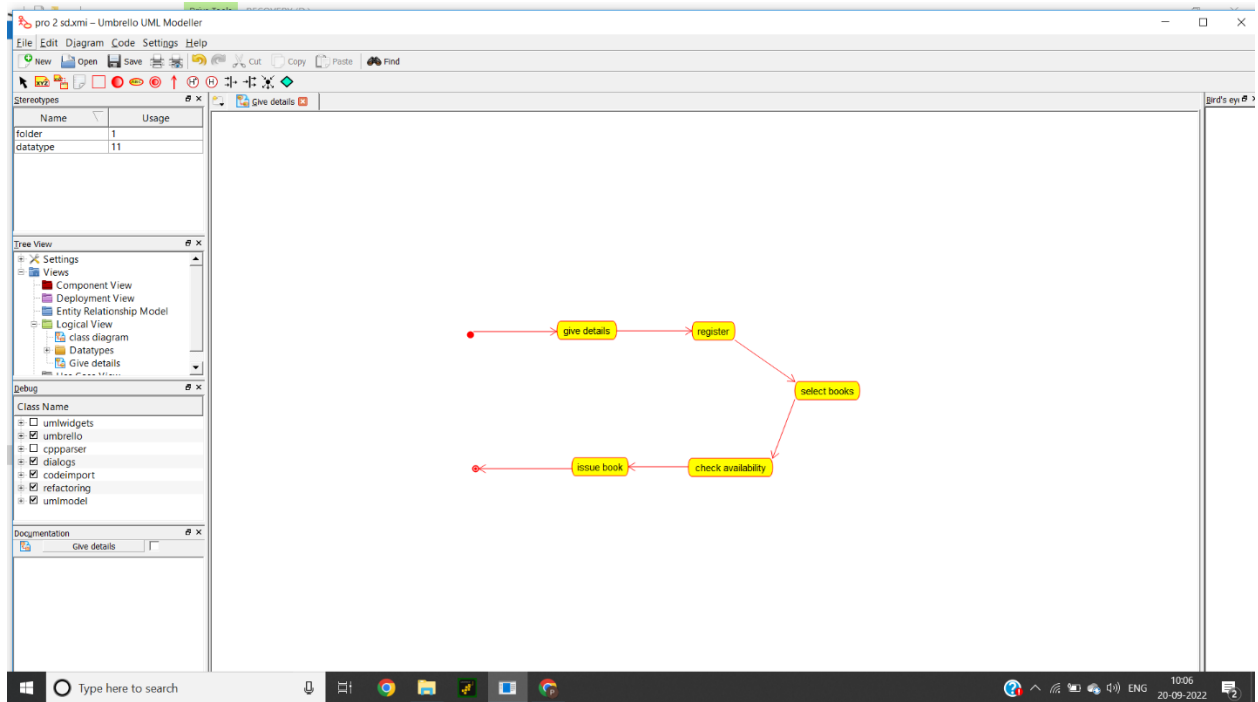 pro 2 sd.xmi – Umbrello UML Modeller
File Edit Diagram Code Settings Help
New Open Save Cut Copy Paste Find
Stereotypes
Give details
Bird's eye
Name Usage
folder 1
datatype 11
Tree View
Settings
Views
Component View
Deployment View
Entity Relationship Model
Logical View
class diagram
Datatypes
Give details
Debug
Class Name
umlwidgets
umbrello
cppparser
dialogs
codeimport
refactoring
umlmodel
Documentation
Give details
give details register
select books
issue book check availability
Type here to search
ENG
10:06
20-09-2022
2